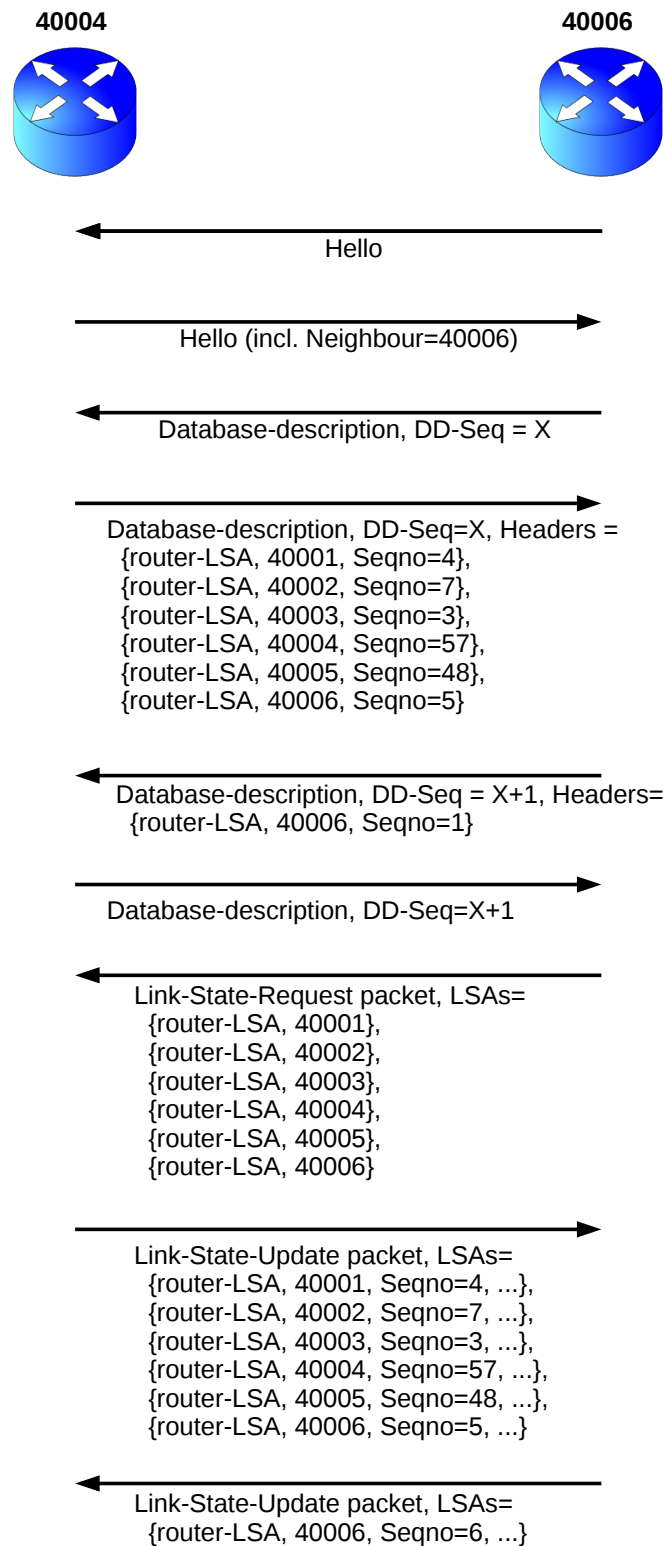 40004 40006
Hello
Hello (incl. Neighbour=40006)
Database-description, DD-Seq = X
Database-description, DD-Seq=X, Headers =
{router-LSA, 40001, Seqno=4},
{router-LSA, 40002, Seqno=7},
{router-LSA, 40003, Seqno=3},
{router-LSA, 40004, Seqno=57},
{router-LSA, 40005, Seqno=48},
{router-LSA, 40006, Seqno=5}
Database-description, DD-Seq = X+1, Headers=
{router-LSA, 40006, Seqno=1}
Database-description, DD-Seq=X+1
Link-State-Request packet, LSAs=
{router-LSA, 40001},
{router-LSA, 40002},
{router-LSA, 40003},
{router-LSA, 40004},
{router-LSA, 40005},
{router-LSA, 40006}
Link-State-Update packet, LSAs=
{router-LSA, 40001, Seqno=4, ...},
{router-LSA, 40002, Seqno=7, ...},
{router-LSA, 40003, Seqno=3, ...},
{router-LSA, 40004, Seqno=57, ...},
{router-LSA, 40005, Seqno=48, ...},
{router-LSA, 40006, Seqno=5, ...}
Link-State-Update packet, LSAs=
{router-LSA, 40006, Seqno=6, ...}